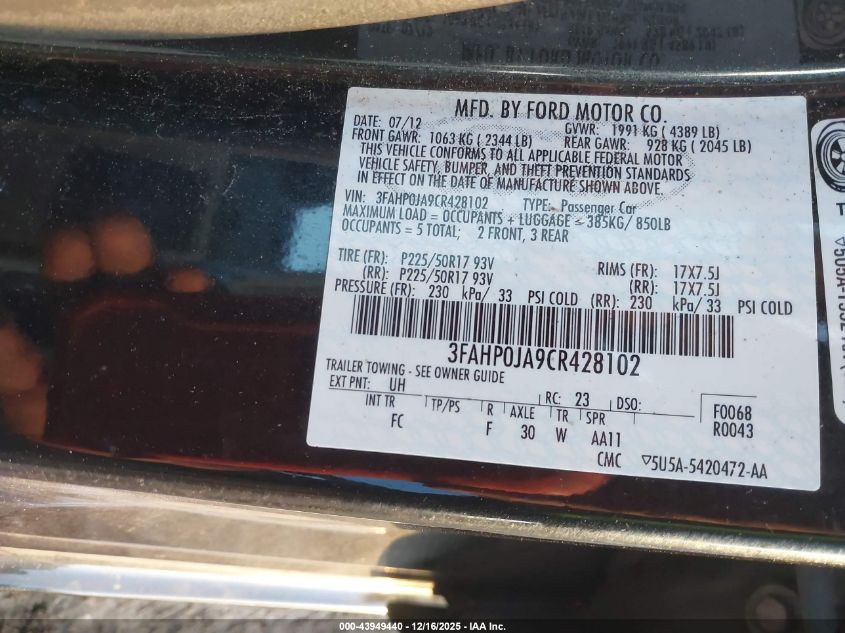 MFD. BY FORD MOTOR CO.
DATE: 07/12 GVWR: 1991 KG ( 4389 LB)
FRONT GAWR: 1063 KG ( 2344 LB) REAR GAWR: 928 KG ( 2045 LB)
THIS VEHICLE CONFORMS TO ALL APPLICABLE FEDERAL MOTOR
VEHICLE SAFETY, BUMPER, AND THEFT PREVENTION STANDARDS
IN EFFECT ON THE DATE OF MANUFACTURE SHOWN ABOVE.
VIN: 3FAHP0JA9CR428102 TYPE: Passenger Car
MAXIMUM LOAD = OCCUPANTS + LUGGAGE = 385KG/ 850LB
OCCUPANTS = 5 TOTAL; 2 FRONT, 3 REAR
TIRE (FR): P225/50R17 93V RIMS (FR): 17X7.5J
(RR): P225/50R17 93V (RR): 17X7.5J
PRESSURE (FR): 230 kPa/ 33 PSI COLD (RR): 230 kPa/ 33 PSI COLD
3FAHP0JA9CR428102
TRAILER TOWING - SEE OWNER GUIDE
EXT PNT: UH RC: 23 DSO: F0068
INT TR TP/PS R AXLE TR SPR R0043
FC F 30 W AA11
CMC ▽5U5A-5420472-AA
000-43949440 - 12/16/2025 - IAA Inc.